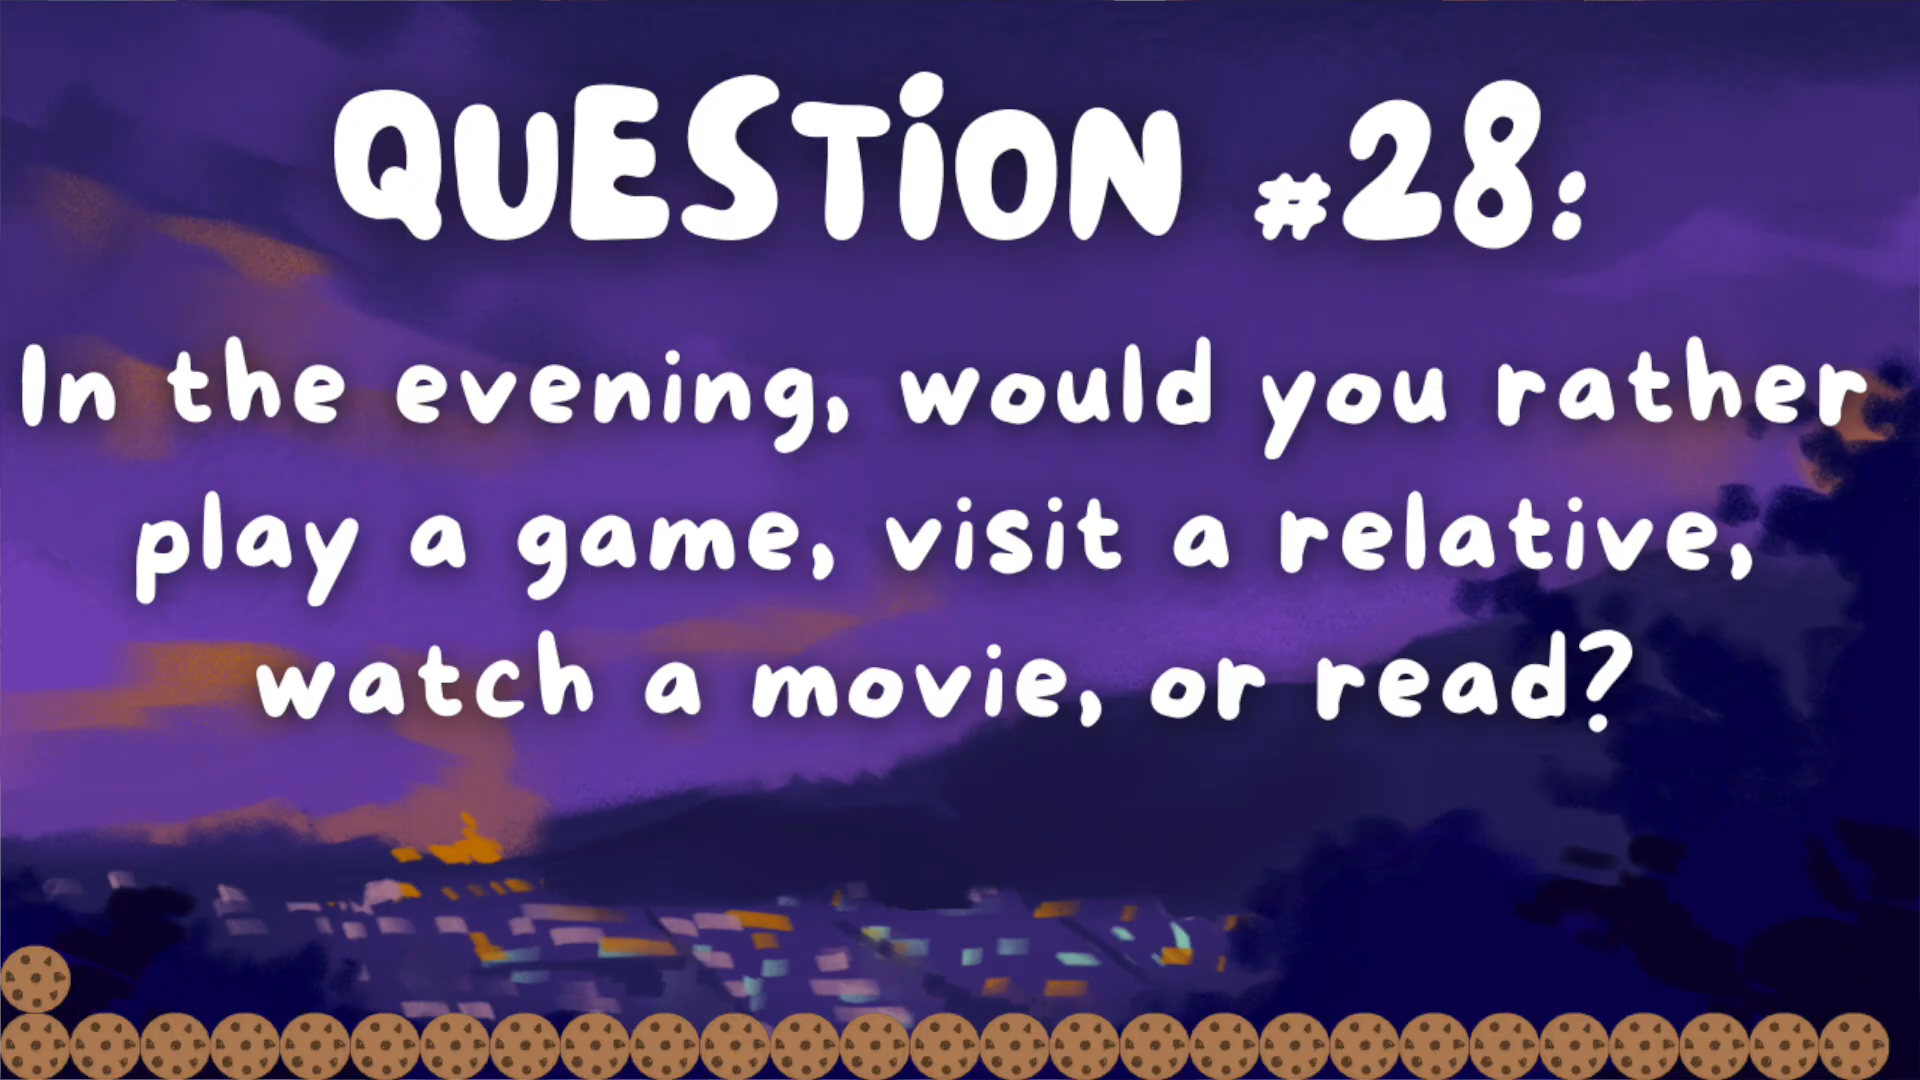 QUESTiON #28:
In the evening, would you rather
play a game, visit a relative,
watch a movie, or read?